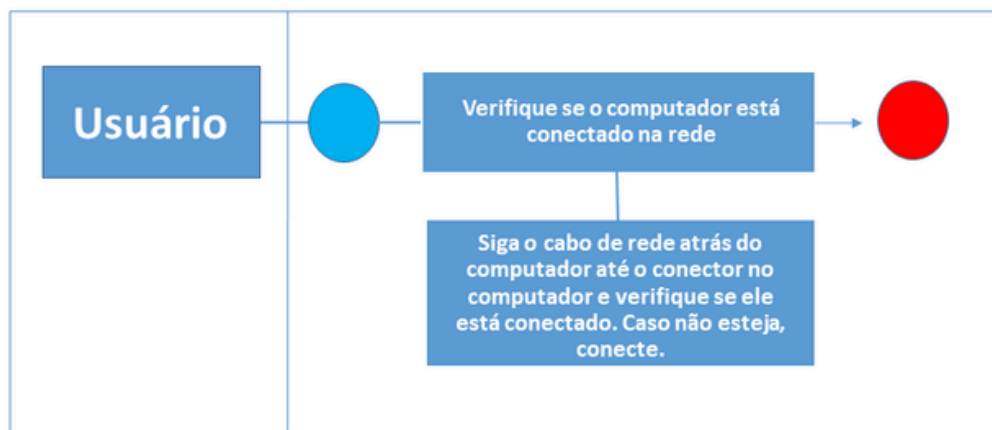 Usuário
Verifique se o computador está
conectado na rede
Siga o cabo de rede atrás do
computador até o conector no
computador e verifique se ele
está conectado. Caso não esteja,
conecte.